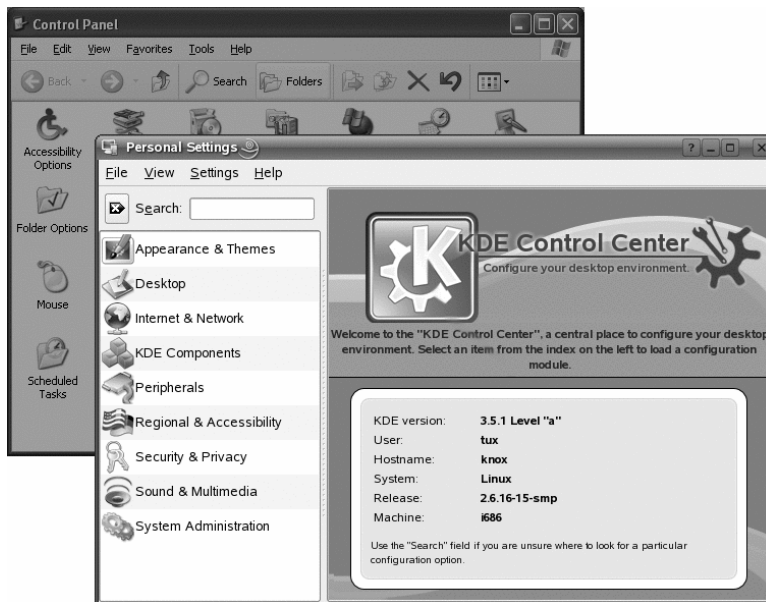 Control Panel
File Edit View Favorites Tools Help
Back Search Folders
Accessibility
Options
Folder Options
Mouse
Scheduled
Tasks
Personal Settings
File View Settings Help
Search:
Appearance & Themes
Desktop
Internet & Network
KDE Components
Peripherals
Regional & Accessibility
Security & Privacy
Sound & Multimedia
System Administration
KDE Control Center
Configure your desktop environment.
Welcome to the "KDE Control Center", a central place to configure your desktop
environment. Select an item from the index on the left to load a configuration
module.
KDE version: 3.5.1 Level "a"
User: tux
Hostname: knox
System: Linux
Release: 2.6.16-15-smp
Machine: i686
Use the "Search" field if you are unsure where to look for a particular
configuration option.